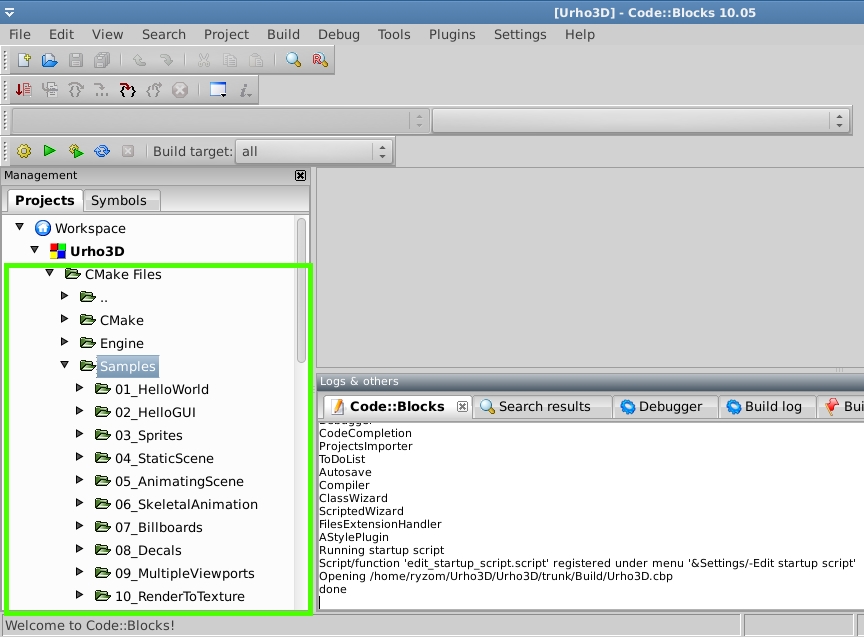 [Urho3D] - Code::Blocks 10.05
File Edit View Search Project Build Debug Tools Plugins Settings Help
Build target: all
Management
Projects Symbols
Workspace
Urho3D
CMake Files
..
CMake
Engine
Samples
01_HelloWorld
02_HelloGUI
03_Sprites
04_StaticScene
05_AnimatingScene
06_SkeletalAnimation
07_Billboards
08_Decals
09_MultipleViewports
10_RenderToTexture
Logs & others
Code::Blocks Search results Debugger Build log Bui
Debugger
CodeCompletion
ProjectsImporter
ToDoList
Autosave
Compiler
ClassWizard
ScriptedWizard
FilesExtensionHandler
AStylePlugin
Running startup script
Script/function 'edit_startup_script.script' registered under menu '&Settings/-Edit startup script'
Opening /home/ryzom/Urho3D/Urho3D/trunk/Build/Urho3D.cbp
done
Welcome to Code::Blocks!